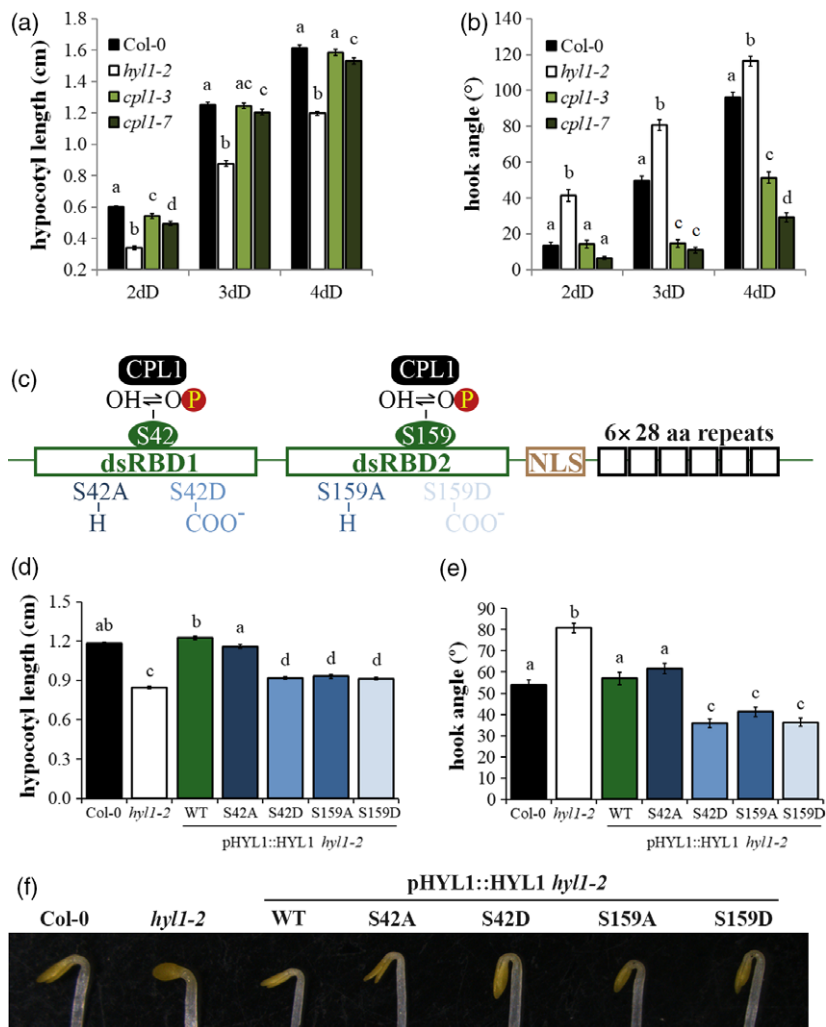 (a)
hypocotyl length (cm)
1.8
1.6
1.4
1.2
1.0
0.8
0.6
0.4
0.2
Col-0
hyl1-2
cpl1-3
cpl1-7
a b c d
a b ac c
a b a c
2dD 3dD 4dD
(b)
hook angle (°)
140
120
100
80
60
40
20
0
Col-0
hyl1-2
cpl1-3
cpl1-7
a b a a
a b c c
a b c d
2dD 3dD 4dD
(c)
CPL1 CPL1
OH⇌O P OH⇌O P
S42 S159 6× 28 aa repeats
dsRBD1 dsRBD2 NLS
S42A S42D S159A S159D
H COO⁻ H COO⁻
(d)
hypocotyl length (cm)
1.5
1.2
0.9
0.6
0.3
0.0
ab c b a d d d
Col-0 hyl1-2 WT S42A S42D S159A S159D
pHYL1::HYL1 hyl1-2
(e)
hook angle (°)
90
80
70
60
50
40
30
20
10
0
a b a a c c c
Col-0 hyl1-2 WT S42A S42D S159A S159D
pHYL1::HYL1 hyl1-2
(f)
pHYL1::HYL1 hyl1-2
Col-0 hyl1-2 WT S42A S42D S159A S159D